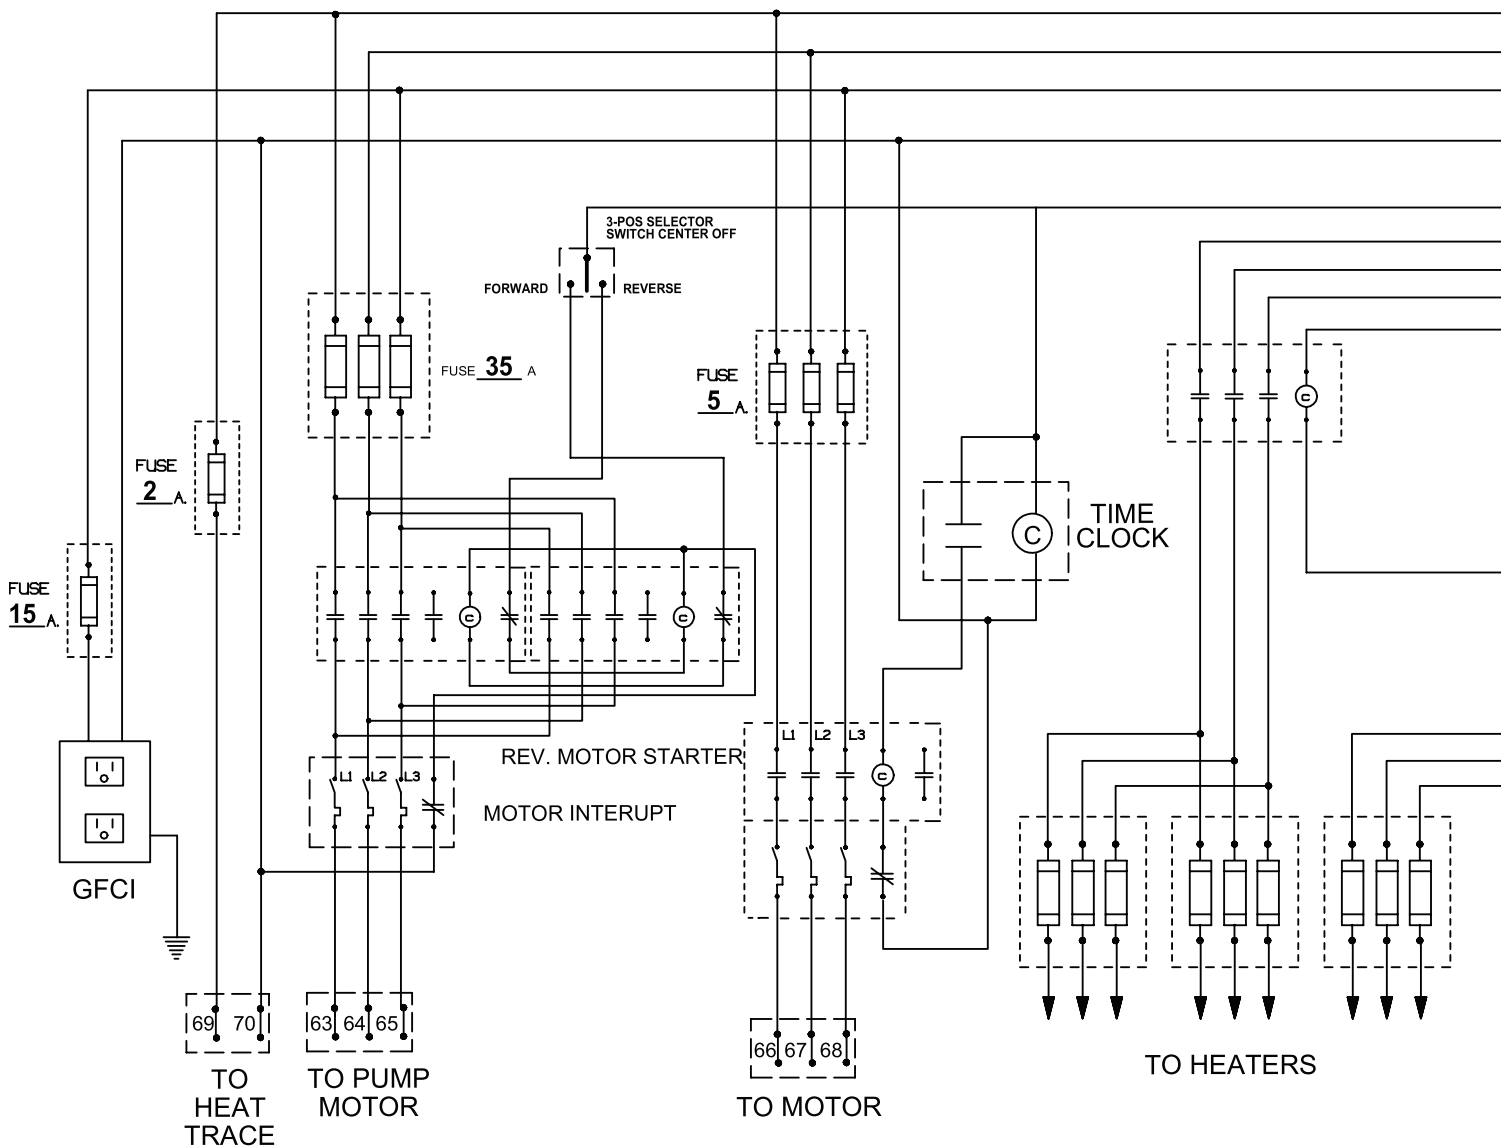 3-POS SELECTOR
SWITCH CENTER OFF
FORWARD
REVERSE
FUSE 35 A
FUSE
5 A.
FUSE
2 A.
FUSE
15 A.
TIME
CLOCK
C
C
C
C
C
L1 L2 L3
REV. MOTOR STARTER
L1 L2 L3
MOTOR INTERUPT
GFCI
69 70
63 64 65
66 67 68
TO
HEAT
TRACE
TO PUMP
MOTOR
TO MOTOR
TO HEATERS